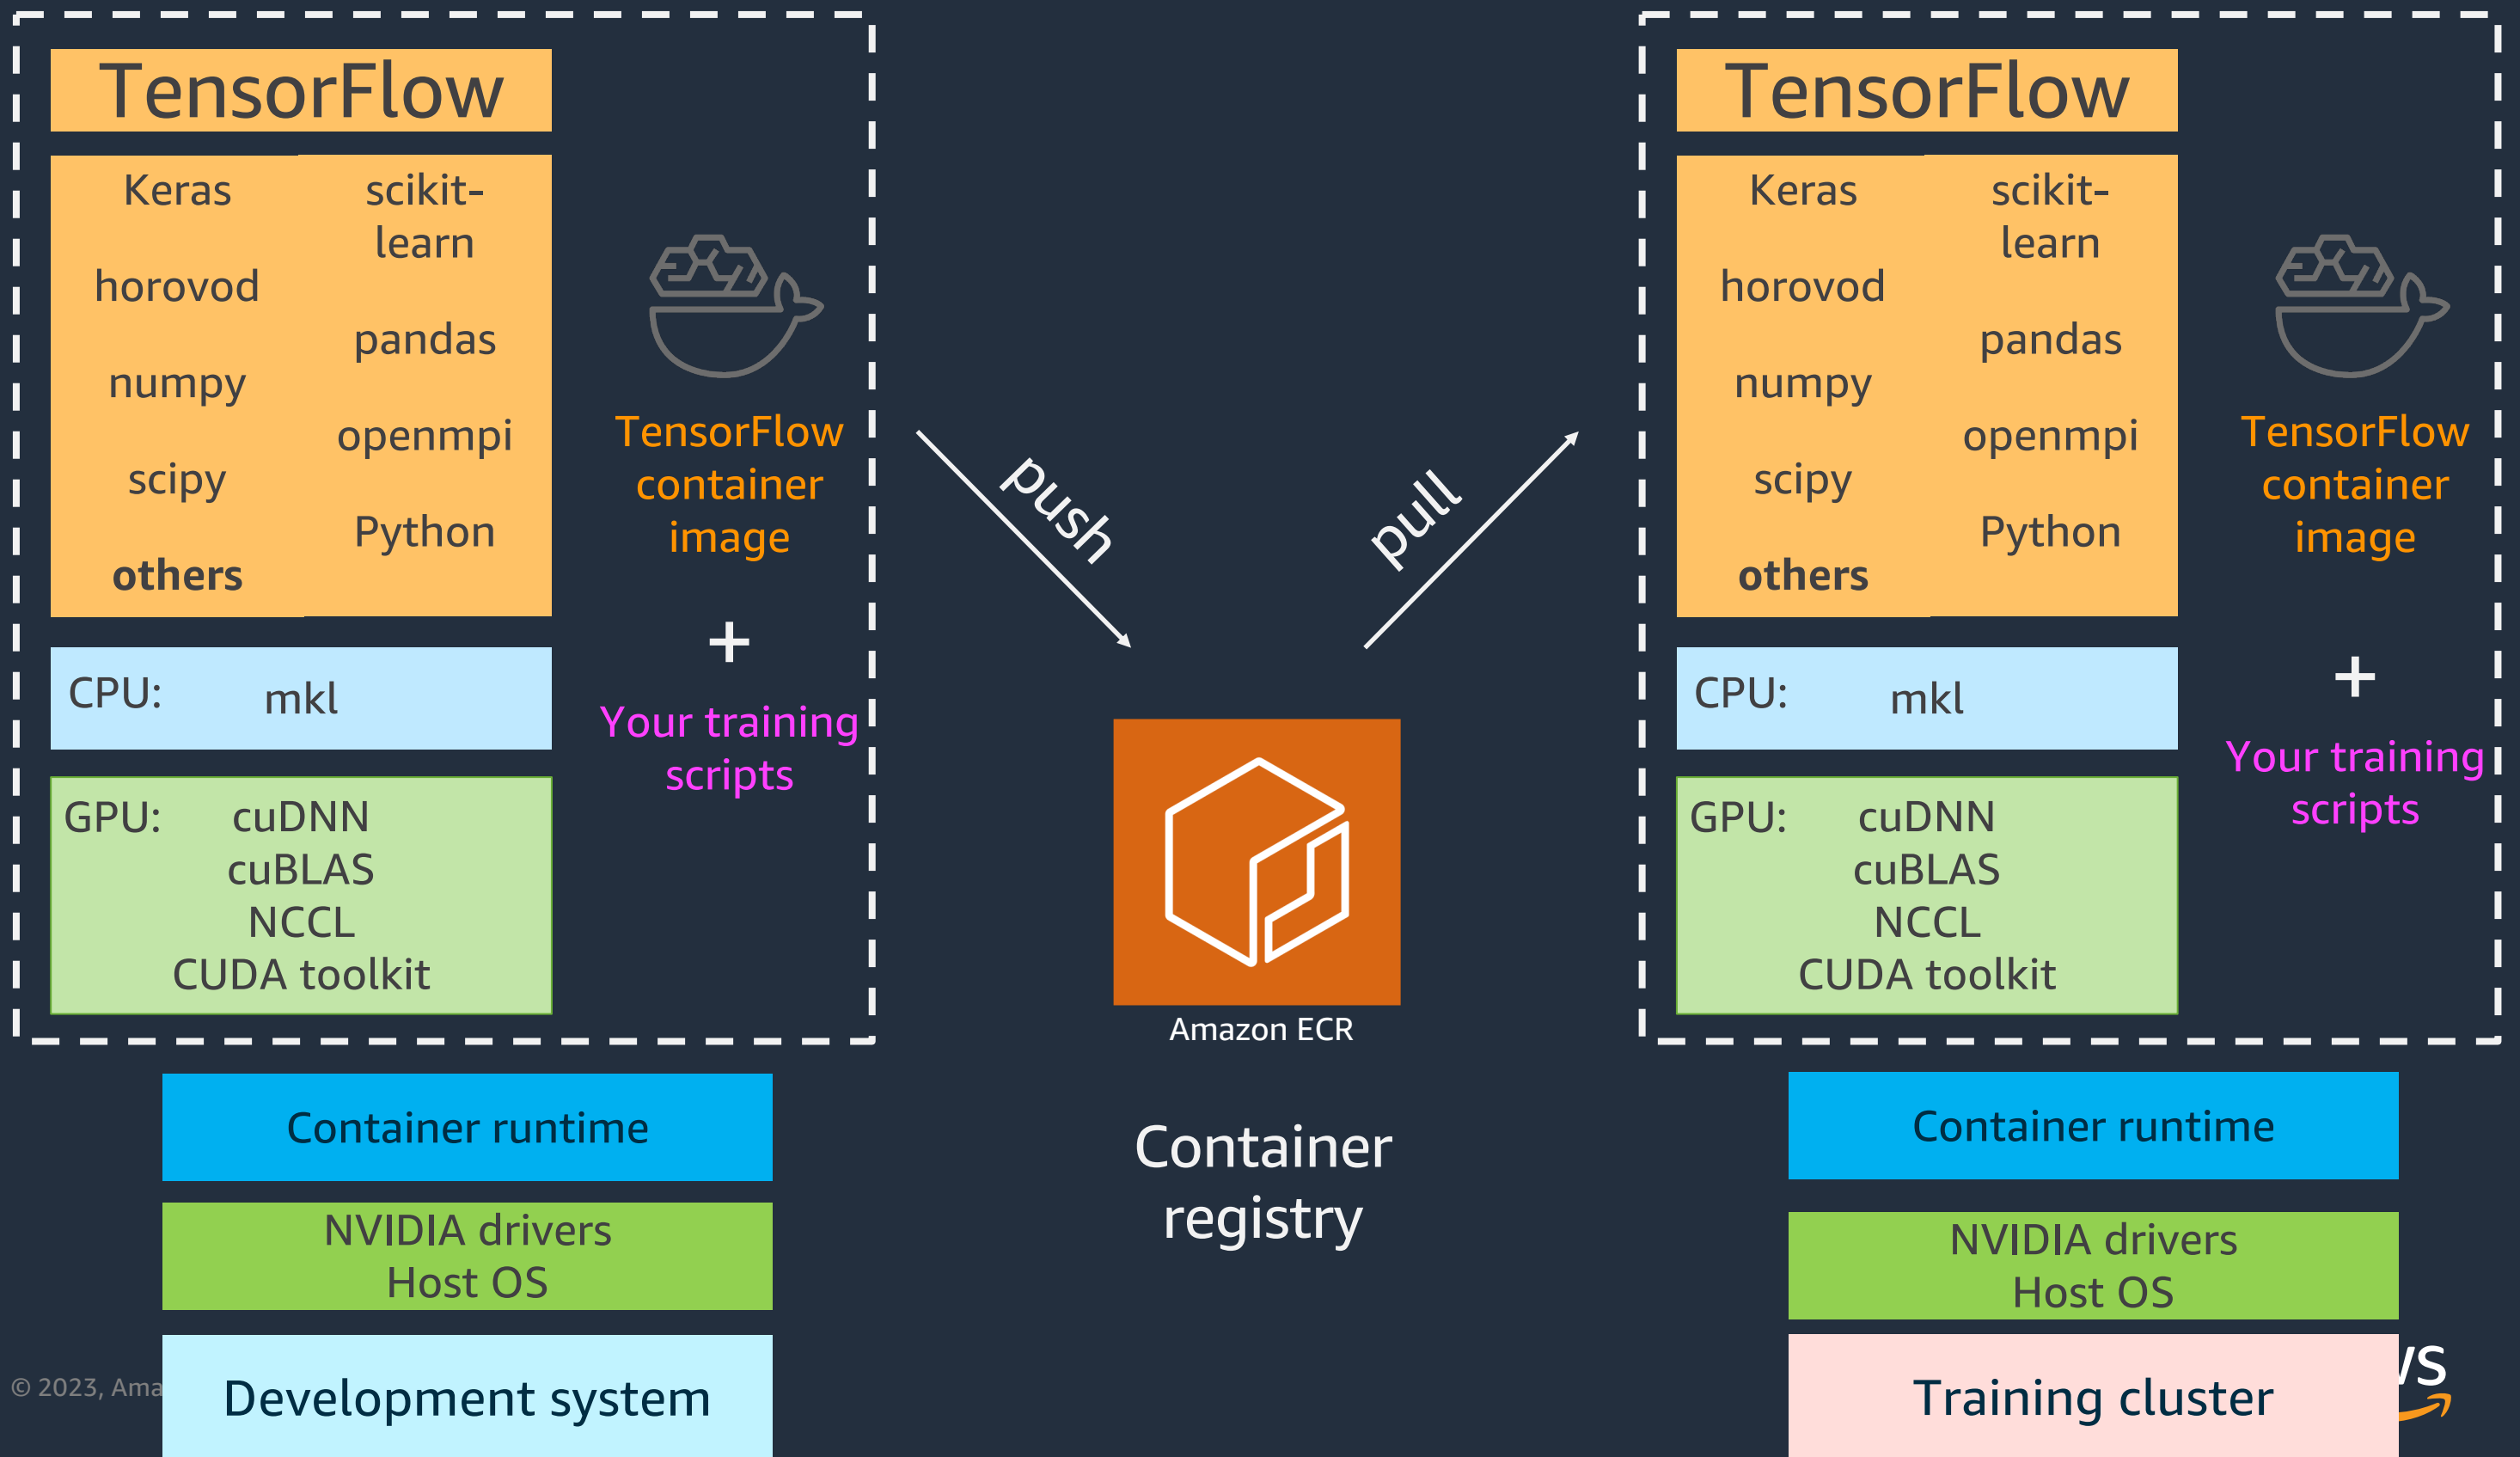 TensorFlow
Keras
horovod
numpy
scipy
others
scikit-
learn
pandas
openmpi
Python
CPU: mkl
GPU: cuDNN
cuBLAS
NCCL
CUDA toolkit
TensorFlow
container
image
+
Your training
scripts
Container runtime
NVIDIA drivers
Host OS
Development system
push
pull
Amazon ECR
Container
registry
TensorFlow
Keras
horovod
numpy
scipy
others
scikit-
learn
pandas
openmpi
Python
CPU: mkl
GPU: cuDNN
cuBLAS
NCCL
CUDA toolkit
TensorFlow
container
image
+
Your training
scripts
Container runtime
NVIDIA drivers
Host OS
Training cluster
© 2023,